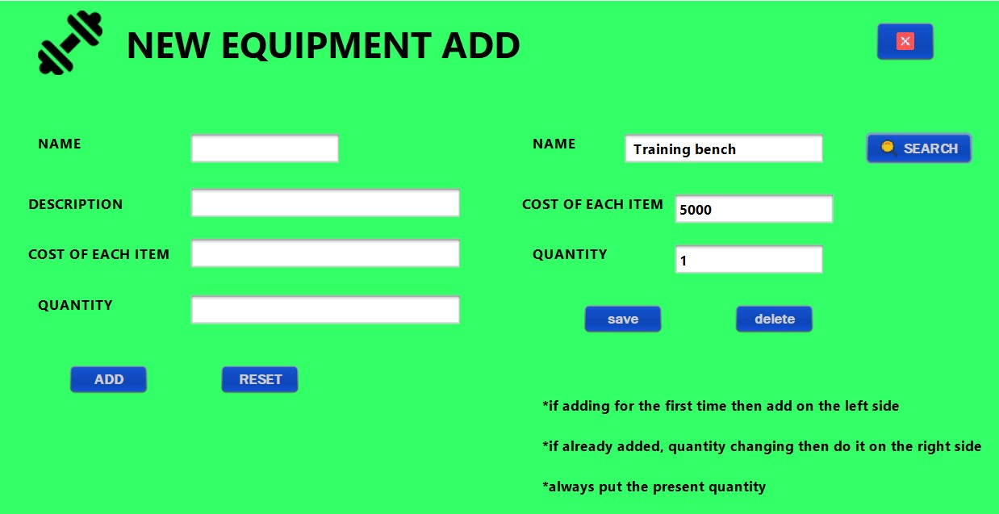 NEW EQUIPMENT ADD
NAME
DESCRIPTION
COST OF EACH ITEM
QUANTITY
ADD
RESET
NAME
Training bench
SEARCH
COST OF EACH ITEM
5000
QUANTITY
1
save
delete
*if adding for the first time then add on the left side
*if already added, quantity changing then do it on the right side
*always put the present quantity